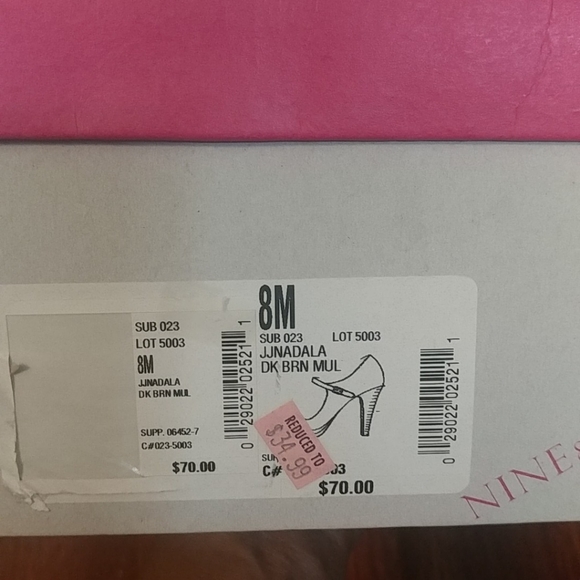 SUB 023
LOT 5003
8M
JJNADALA
DK BRN MUL
SUPP. 06452-7
C#023-5003
$70.00
0 29022 02521 1
8M
SUB 023 LOT 5003
JJNADALA
DK BRN MUL
REDUCED TO
$34.99
C# 03
$70.00
0 29022 02521 1
NINE